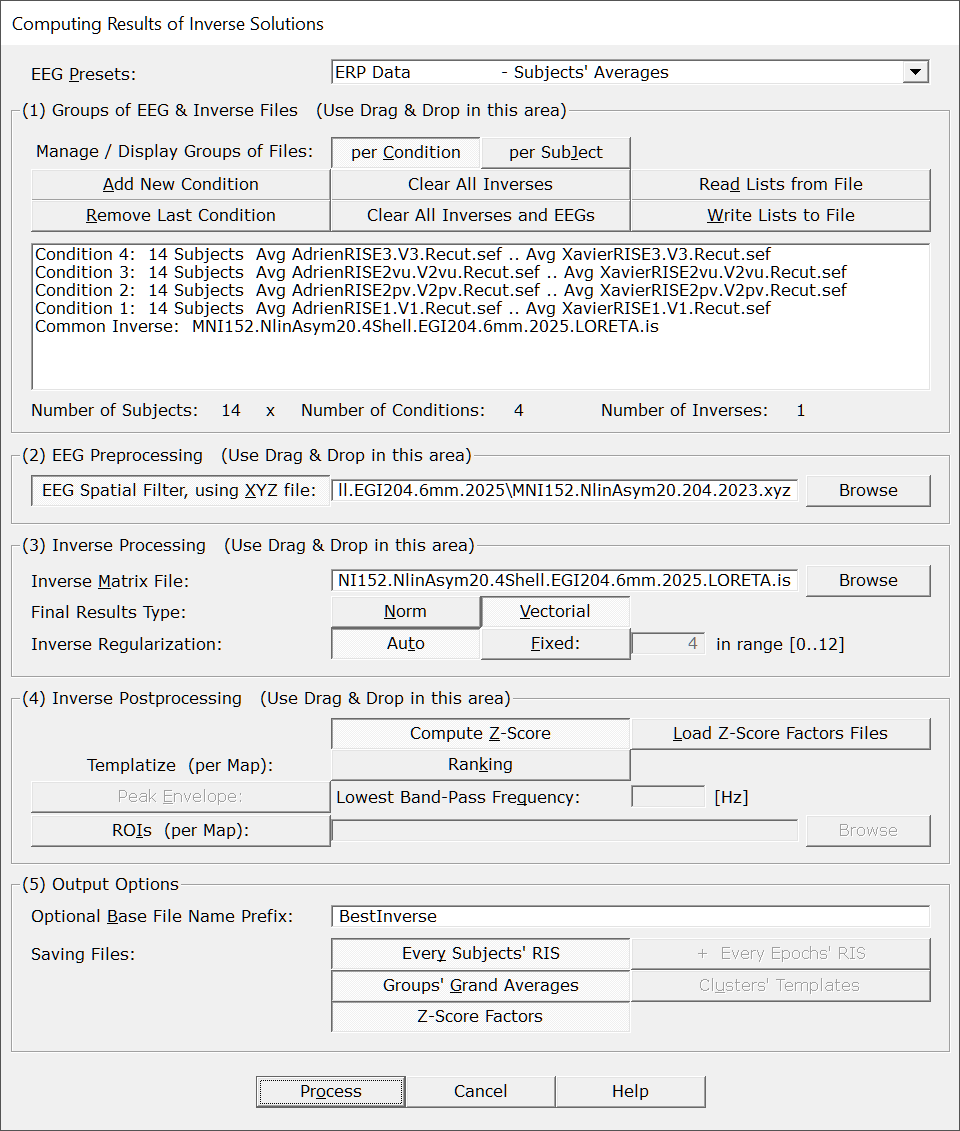 Computing Results of Inverse Solutions
EEG Presets: ERP Data - Subjects' Averages
(1) Groups of EEG & Inverse Files (Use Drag & Drop in this area)
Manage / Display Groups of Files: per Condition per SubJect
Add New Condition Clear All Inverses Read Lists from File
Remove Last Condition Clear All Inverses and EEGs Write Lists to File
Condition 4: 14 Subjects Avg AdrienRISE3.V3.Recut.sef .. Avg XavierRISE3.V3.Recut.sef
Condition 3: 14 Subjects Avg AdrienRISE2vu.V2vu.Recut.sef .. Avg XavierRISE2vu.V2vu.Recut.sef
Condition 2: 14 Subjects Avg AdrienRISE2pv.V2pv.Recut.sef .. Avg XavierRISE2pv.V2pv.Recut.sef
Condition 1: 14 Subjects Avg AdrienRISE1.V1.Recut.sef .. Avg XavierRISE1.V1.Recut.sef
Common Inverse: MNI152.NlinAsym20.4Shell.EGI204.6mm.2025.LORETA.is
Number of Subjects: 14 x Number of Conditions: 4 Number of Inverses: 1
(2) EEG Preprocessing (Use Drag & Drop in this area)
EEG Spatial Filter, using XYZ file: ll.EGI204.6mm.2025\MNI152.NlinAsym20.204.2023.xyz Browse
(3) Inverse Processing (Use Drag & Drop in this area)
Inverse Matrix File: NI152.NlinAsym20.4Shell.EGI204.6mm.2025.LORETA.is Browse
Final Results Type: Norm Vectorial
Inverse Regularization: Auto Fixed: 4 in range [0..12]
(4) Inverse Postprocessing (Use Drag & Drop in this area)
Compute Z-Score Load Z-Score Factors Files
Templatize (per Map): Ranking
Peak Envelope: Lowest Band-Pass Frequency: [Hz]
ROIs (per Map): Browse
(5) Output Options
Optional Base File Name Prefix: BestInverse
Saving Files: Every Subjects' RIS + Every Epochs' RIS
Groups' Grand Averages Clusters' Templates
Z-Score Factors
Process Cancel Help